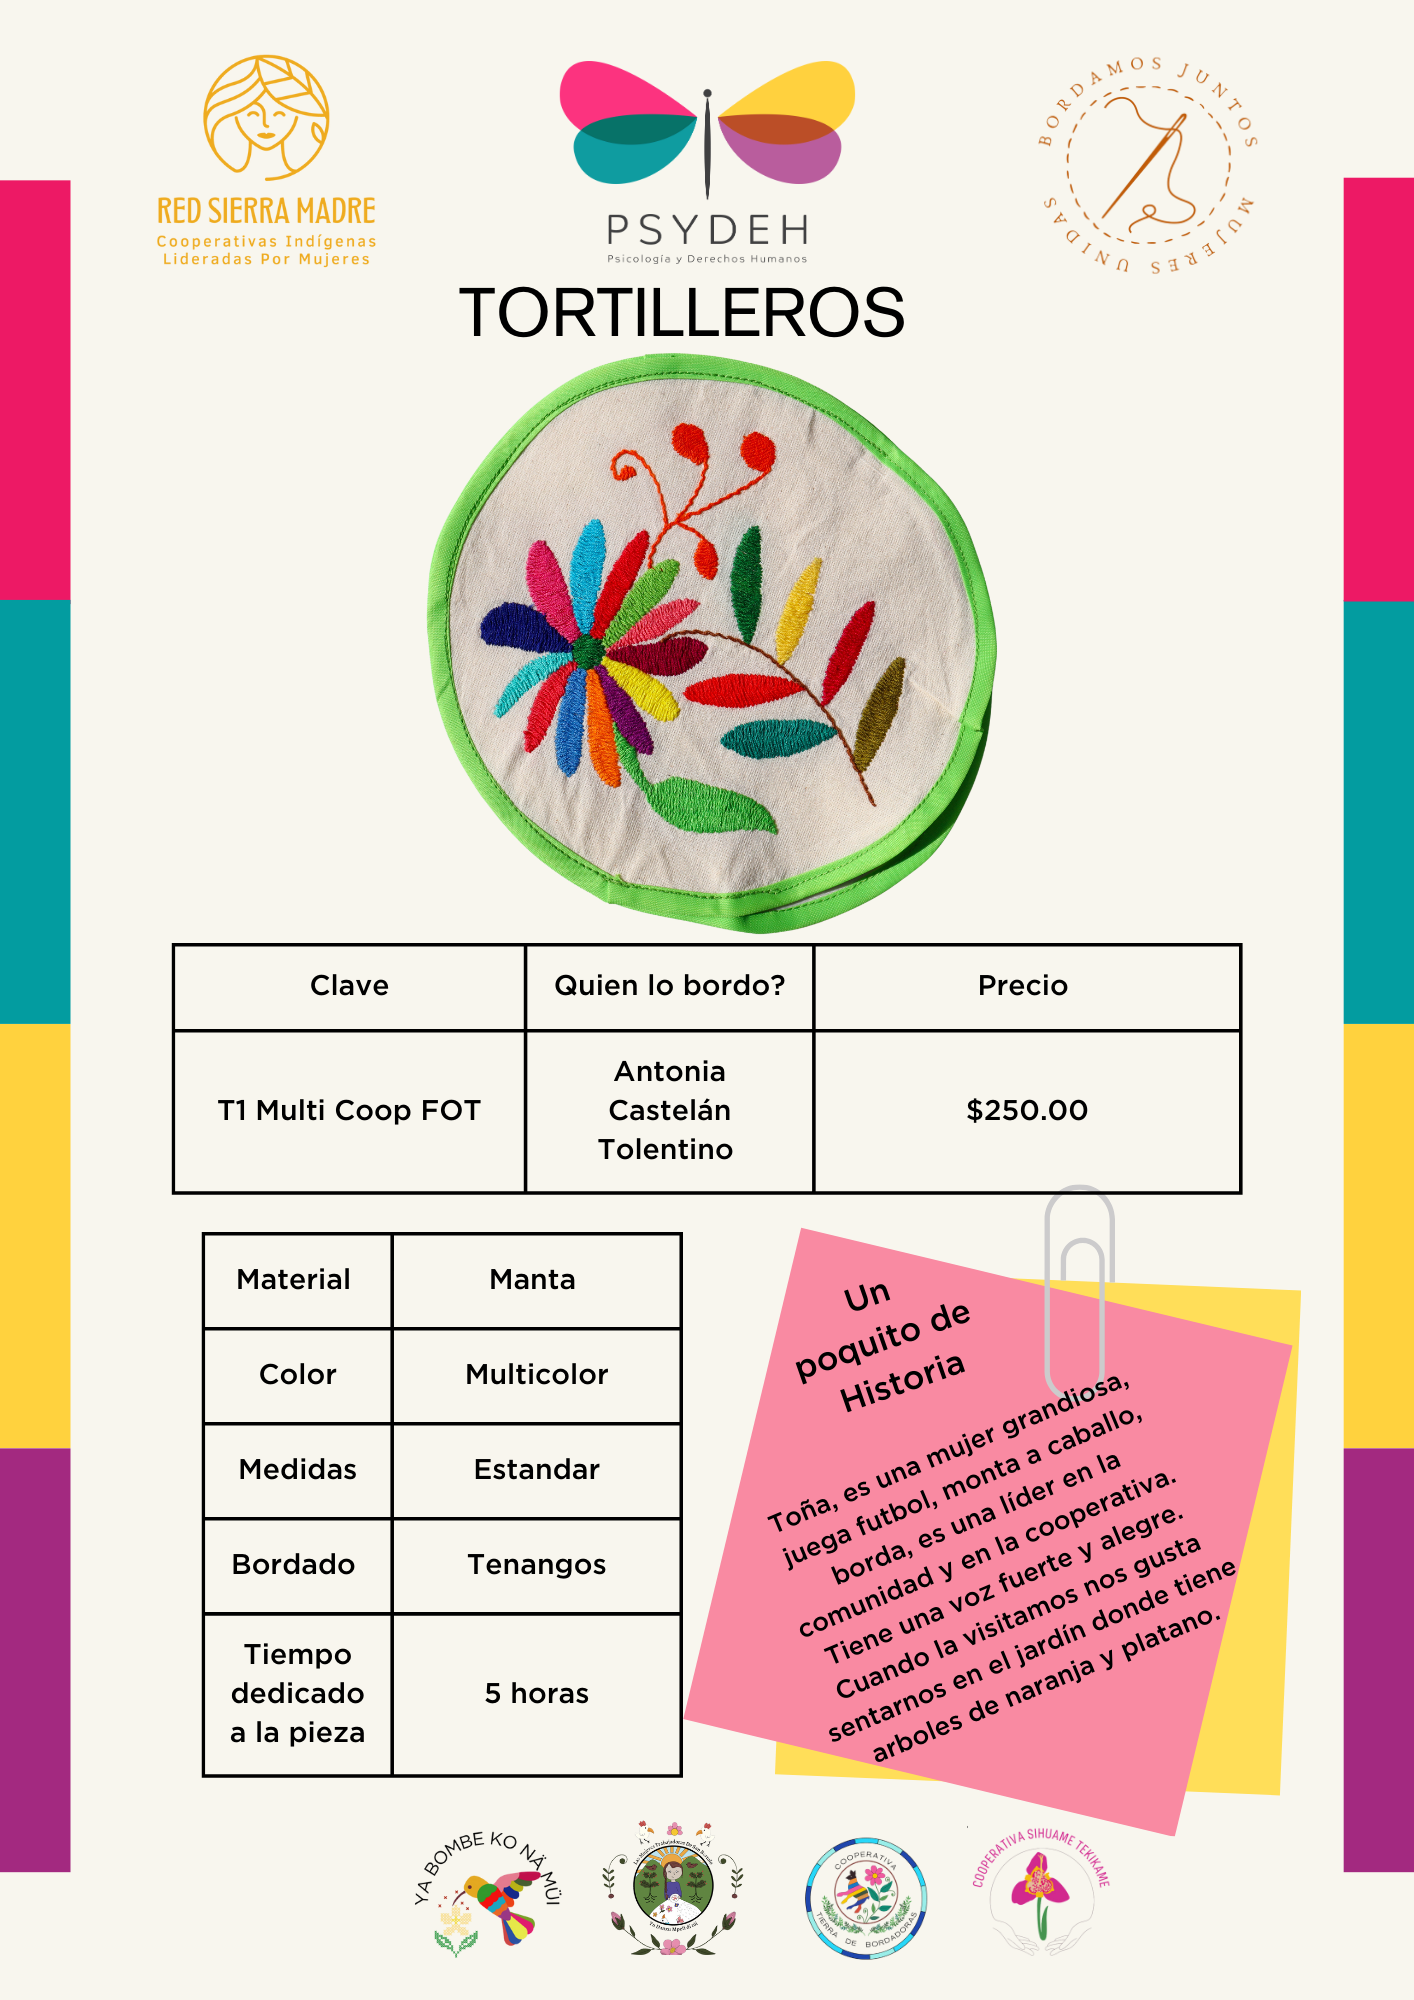 RED SIERRA MADRE
Cooperativas Indígenas
Lideradas Por Mujeres
PSYDEH
Psicología y Derechos Humanos
BORDAMOS JUNTOS
MUJERES UNIDAS
TORTILLEROS
Clave
Quien lo bordo?
Precio
T1 Multi Coop FOT
Antonia
Castelán
Tolentino
$250.00
Material
Manta
Color
Multicolor
Medidas
Estandar
Bordado
Tenangos
Tiempo
dedicado
a la pieza
5 horas
Un
poquito de
Historia
Toña, es una mujer grandiosa,
juega futbol, monta a caballo,
borda, es una líder en la
comunidad y en la cooperativa.
Tiene una voz fuerte y alegre.
Cuando la visitamos nos gusta
sentarnos en el jardín donde tiene
arboles de naranja y platano.
YA BOMBE KO NÄ MÜI
COOPERATIVA
TIERRA DE BORDADORAS
COOPERATIVA SIHUAME TEKIKAME